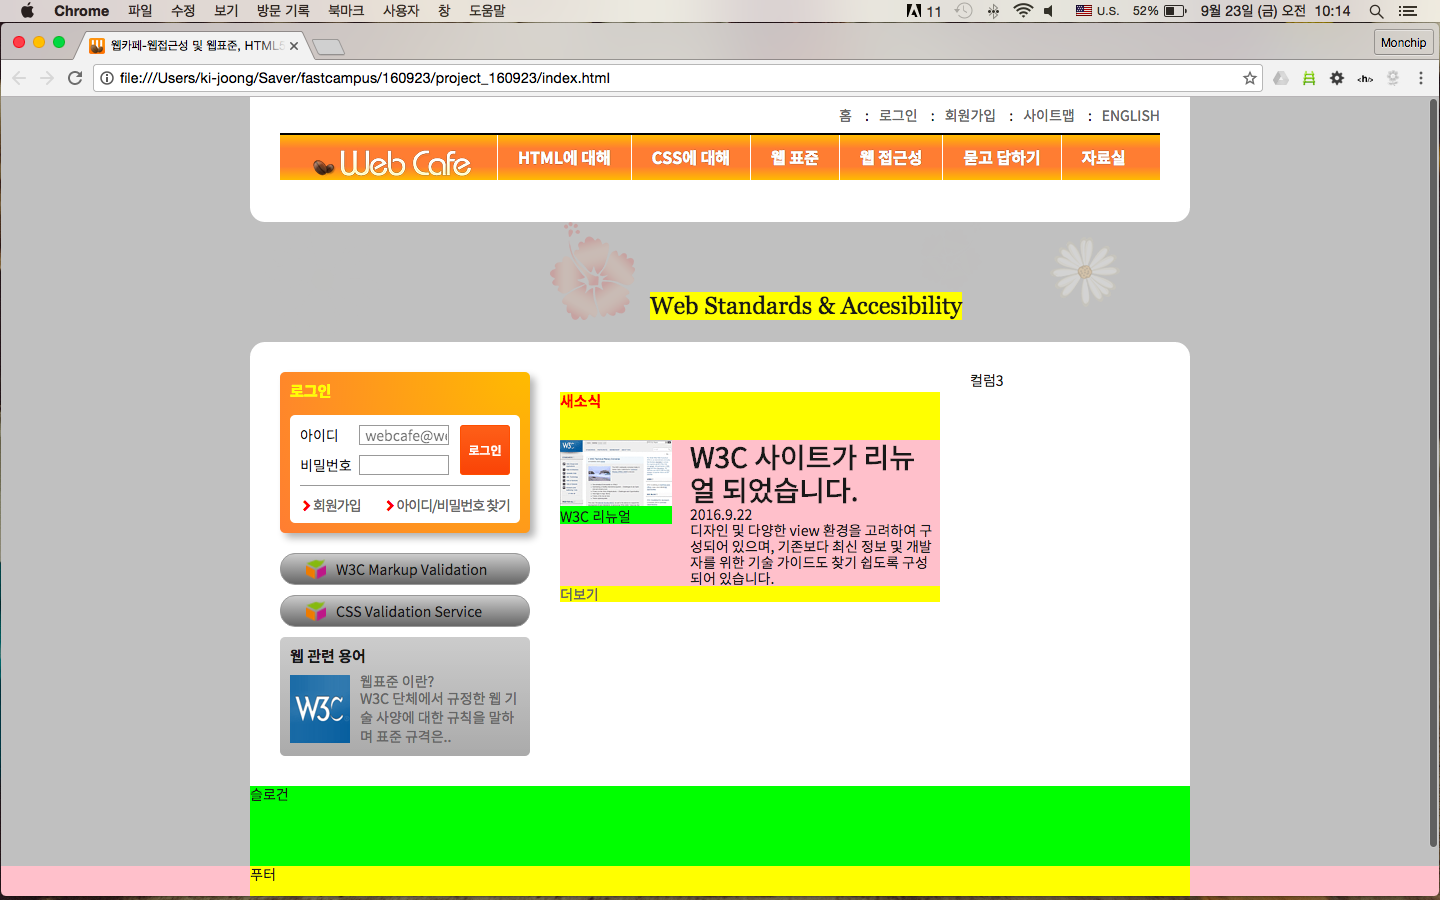 Chrome 파일 수정 보기 방문 기록 북마크 사용자 창 도움말 11 U.S. 52% 9월 23일 (금) 오전 10:14
웹카페-웹접근성 및 웹표준, HTML5
Monchip
file:///Users/ki-joong/Saver/fastcampus/160923/project_160923/index.html
홈 : 로그인 : 회원가입 : 사이트맵 : ENGLISH
Web Cafe HTML에 대해 CSS에 대해 웹 표준 웹 접근성 묻고 답하기 자료실
Web Standards & Accesibility
로그인
아이디 webcafe@we
비밀번호
로그인
회원가입 아이디/비밀번호 찾기
W3C Markup Validation
CSS Validation Service
웹 관련 용어
W3C
웹표준 이란?
W3C 단체에서 규정한 웹 기
술 사양에 대한 규칙을 말하
며 표준 규격은..
새소식
W3C
W3C 리뉴얼
W3C 사이트가 리뉴
얼 되었습니다.
2016.9.22
디자인 및 다양한 view 환경을 고려하여 구
성되어 있으며, 기존보다 최신 정보 및 개발
자를 위한 기술 가이드도 찾기 쉽도록 구성
되어 있습니다.
더보기
컬럼3
슬로건
푸터